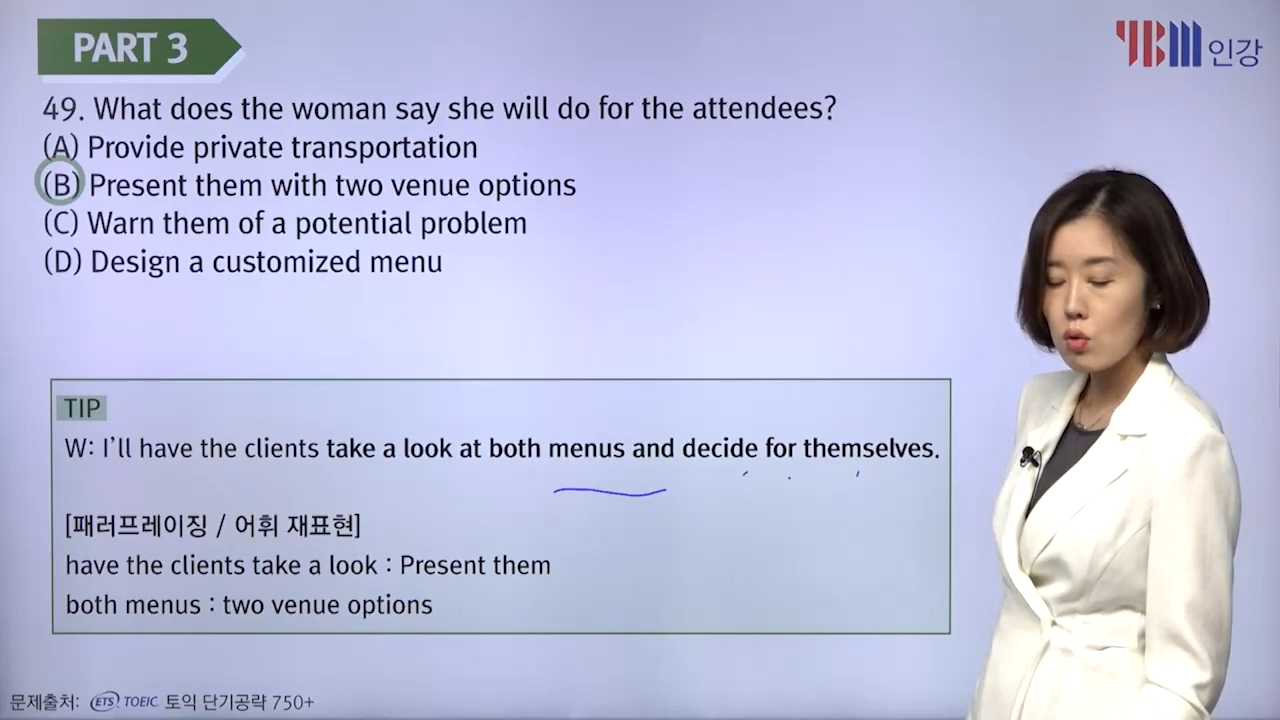 PART 3
YBM 인강
49. What does the woman say she will do for the attendees?
(A) Provide private transportation
(B) Present them with two venue options
(C) Warn them of a potential problem
(D) Design a customized menu
TIP
W: I'll have the clients take a look at both menus and decide for themselves.
[패러프레이징 / 어휘 재표현]
have the clients take a look : Present them
both menus : two venue options
문제출처: ETS TOEIC 토익 단기공략 750+